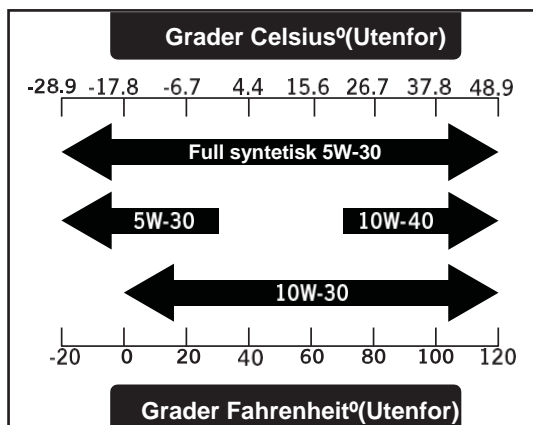 Grader Celsiusº(Utenfor)
-28.9 -17.8 -6.7 4.4 15.6 26.7 37.8 48.9
Full syntetisk 5W-30
5W-30 10W-40
10W-30
-20 0 20 40 60 80 100 120
Grader Fahrenheitº(Utenfor)